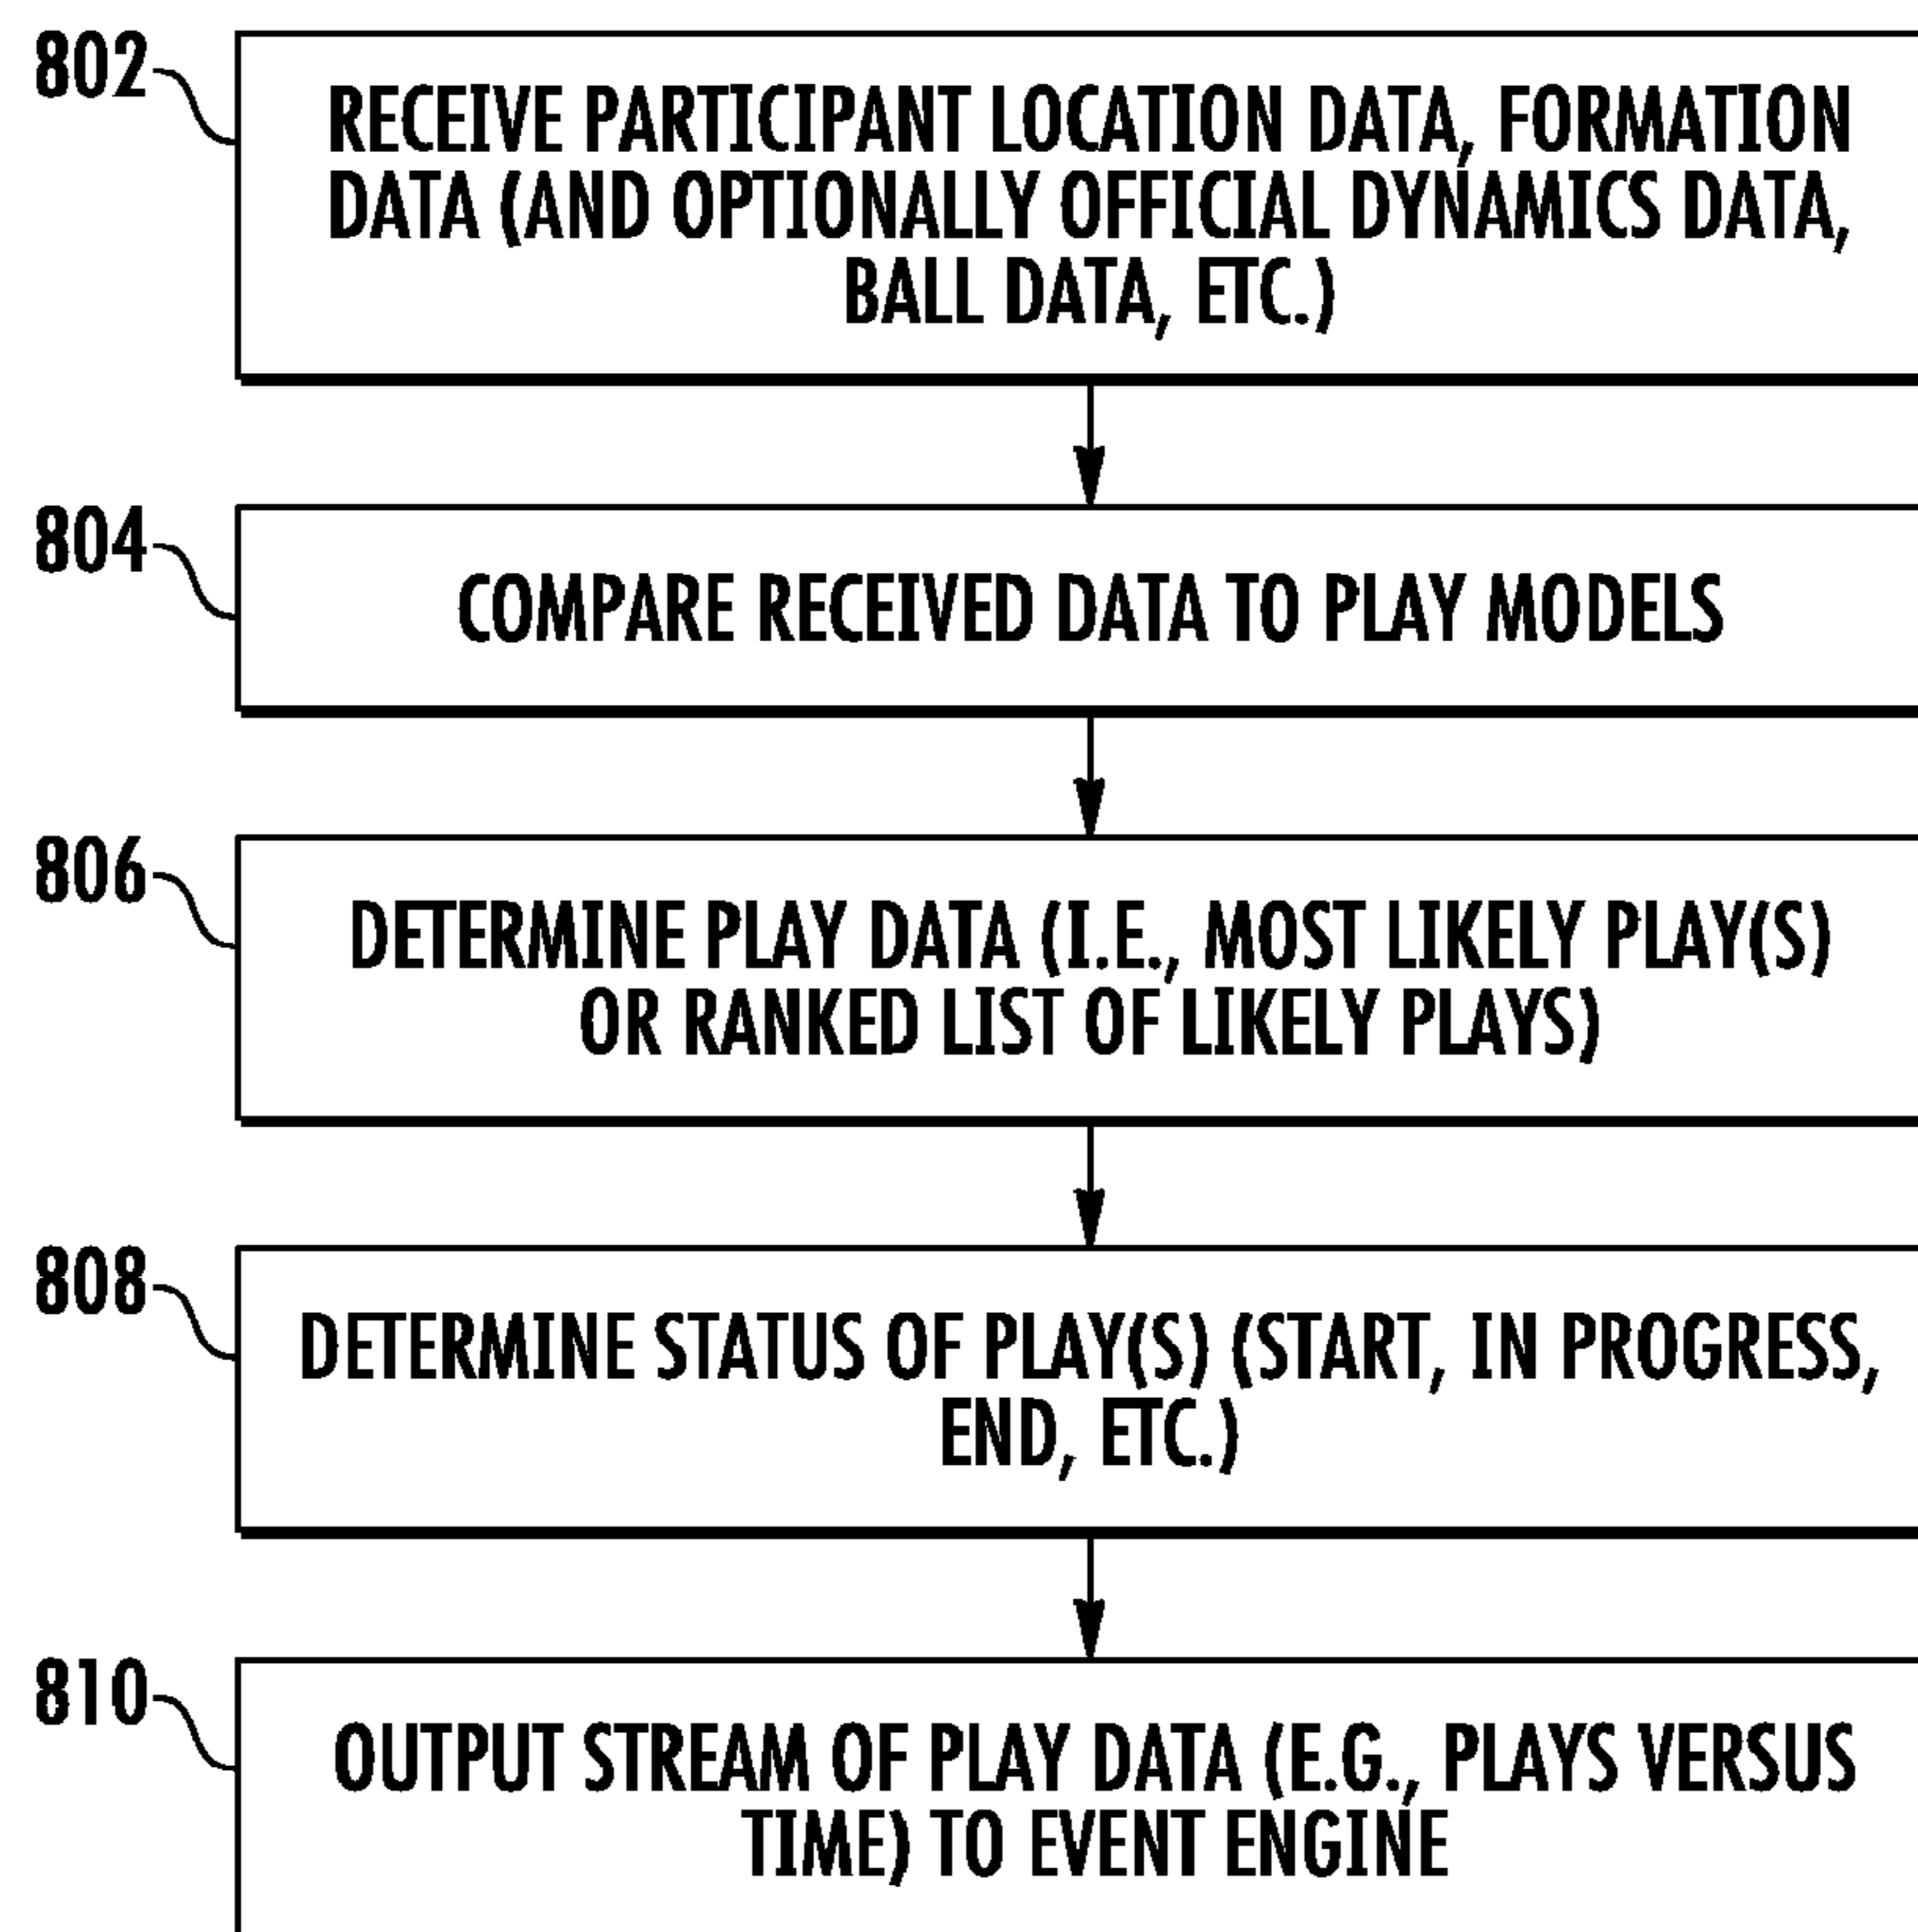 802
RECEIVE PARTICIPANT LOCATION DATA, FORMATION
DATA (AND OPTIONALLY OFFICIAL DYNAMICS DATA,
BALL DATA, ETC.)
804
COMPARE RECEIVED DATA TO PLAY MODELS
806
DETERMINE PLAY DATA (I.E., MOST LIKELY PLAY(S)
OR RANKED LIST OF LIKELY PLAYS)
808
DETERMINE STATUS OF PLAY(S) (START, IN PROGRESS,
END, ETC.)
810
OUTPUT STREAM OF PLAY DATA (E.G., PLAYS VERSUS
TIME) TO EVENT ENGINE